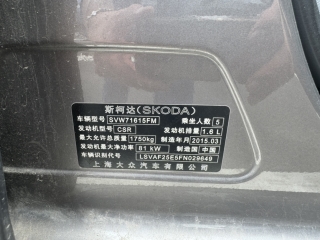 斯柯达(SKODA)
车辆型号 SVW71615FM 乘坐人数 5
发动机型号 CSR 发动机排量 1.6 L
最大允许总质量 1750kg 制造年月 2015.03
发动机最大净功率 81 kW 制造国 中国
车辆识别代号 LSVAF25E5FN029649
上海大众汽车有限公司